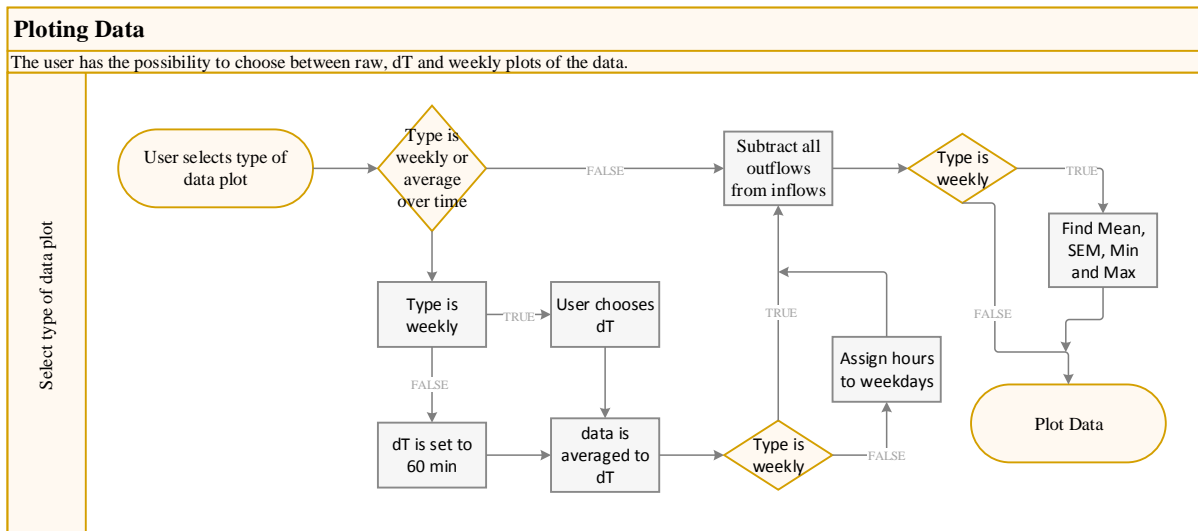 Ploting Data
The user has the possibility to choose between raw, dT and weekly plots of the data.
Select type of data plot
User selects type of
data plot
Type is
weekly or
average
over time
FALSE
Subtract all
outflows
from inflows
Type is
weekly
TRUE
Find Mean,
SEM, Min
and Max
FALSE
Plot Data
Type is
weekly
TRUE
User chooses
dT
FALSE
dT is set to
60 min
data is
averaged to
dT
Type is
weekly
TRUE
FALSE
Assign hours
to weekdays